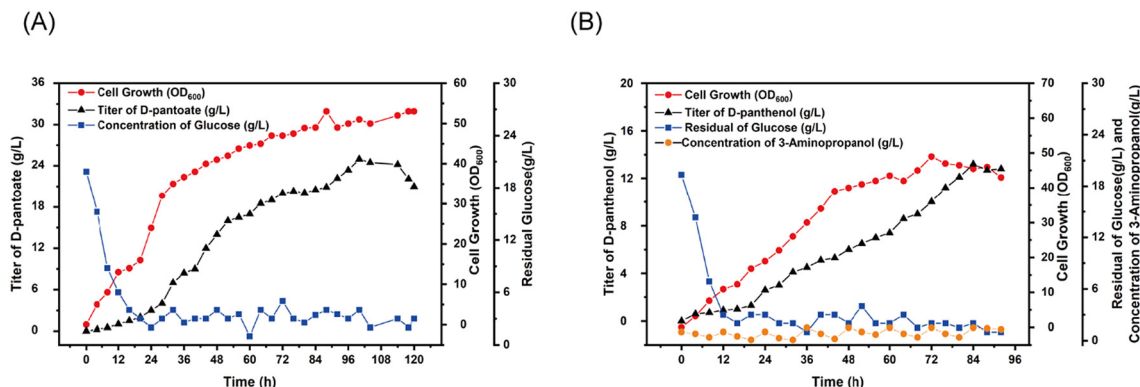 (A)
Cell Growth (OD600)
Titer of D-pantoate (g/L)
Concentration of Glucose (g/L)
Titer of D-pantoate (g/L)
36
30
24
18
12
6
0
0 12 24 36 48 60 72 84 96 108 120
Time (h)
60
50
40
30
20
10
0
Cell Growth (OD600)
30
24
18
12
6
0
Residual Glucose(g/L)
(B)
Cell Growth (OD600)
Titer of D-panthenol (g/L)
Residual of Glucose (g/L)
Concentration of 3-Aminopropanol (g/L)
Titer of D-panthenol (g/L)
20
16
12
8
4
0
0 12 24 36 48 60 72 84 96
Time (h)
70
60
50
40
30
20
10
0
Cell Growth (OD600)
30
24
18
12
6
0
Residual of Glucose(g/L) and
Concentration of 3-Aminopropanol(g/L)